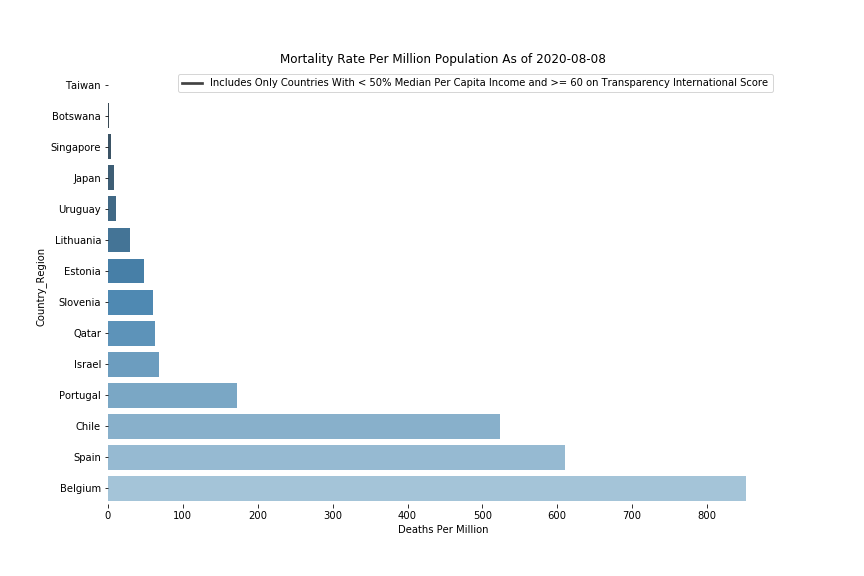 Mortality Rate Per Million Population As of 2020-08-08
Includes Only Countries With < 50% Median Per Capita Income and >= 60 on Transparency International Score
Country_Region
Taiwan
Botswana
Singapore
Japan
Uruguay
Lithuania
Estonia
Slovenia
Qatar
Israel
Portugal
Chile
Spain
Belgium
0 100 200 300 400 500 600 700 800
Deaths Per Million